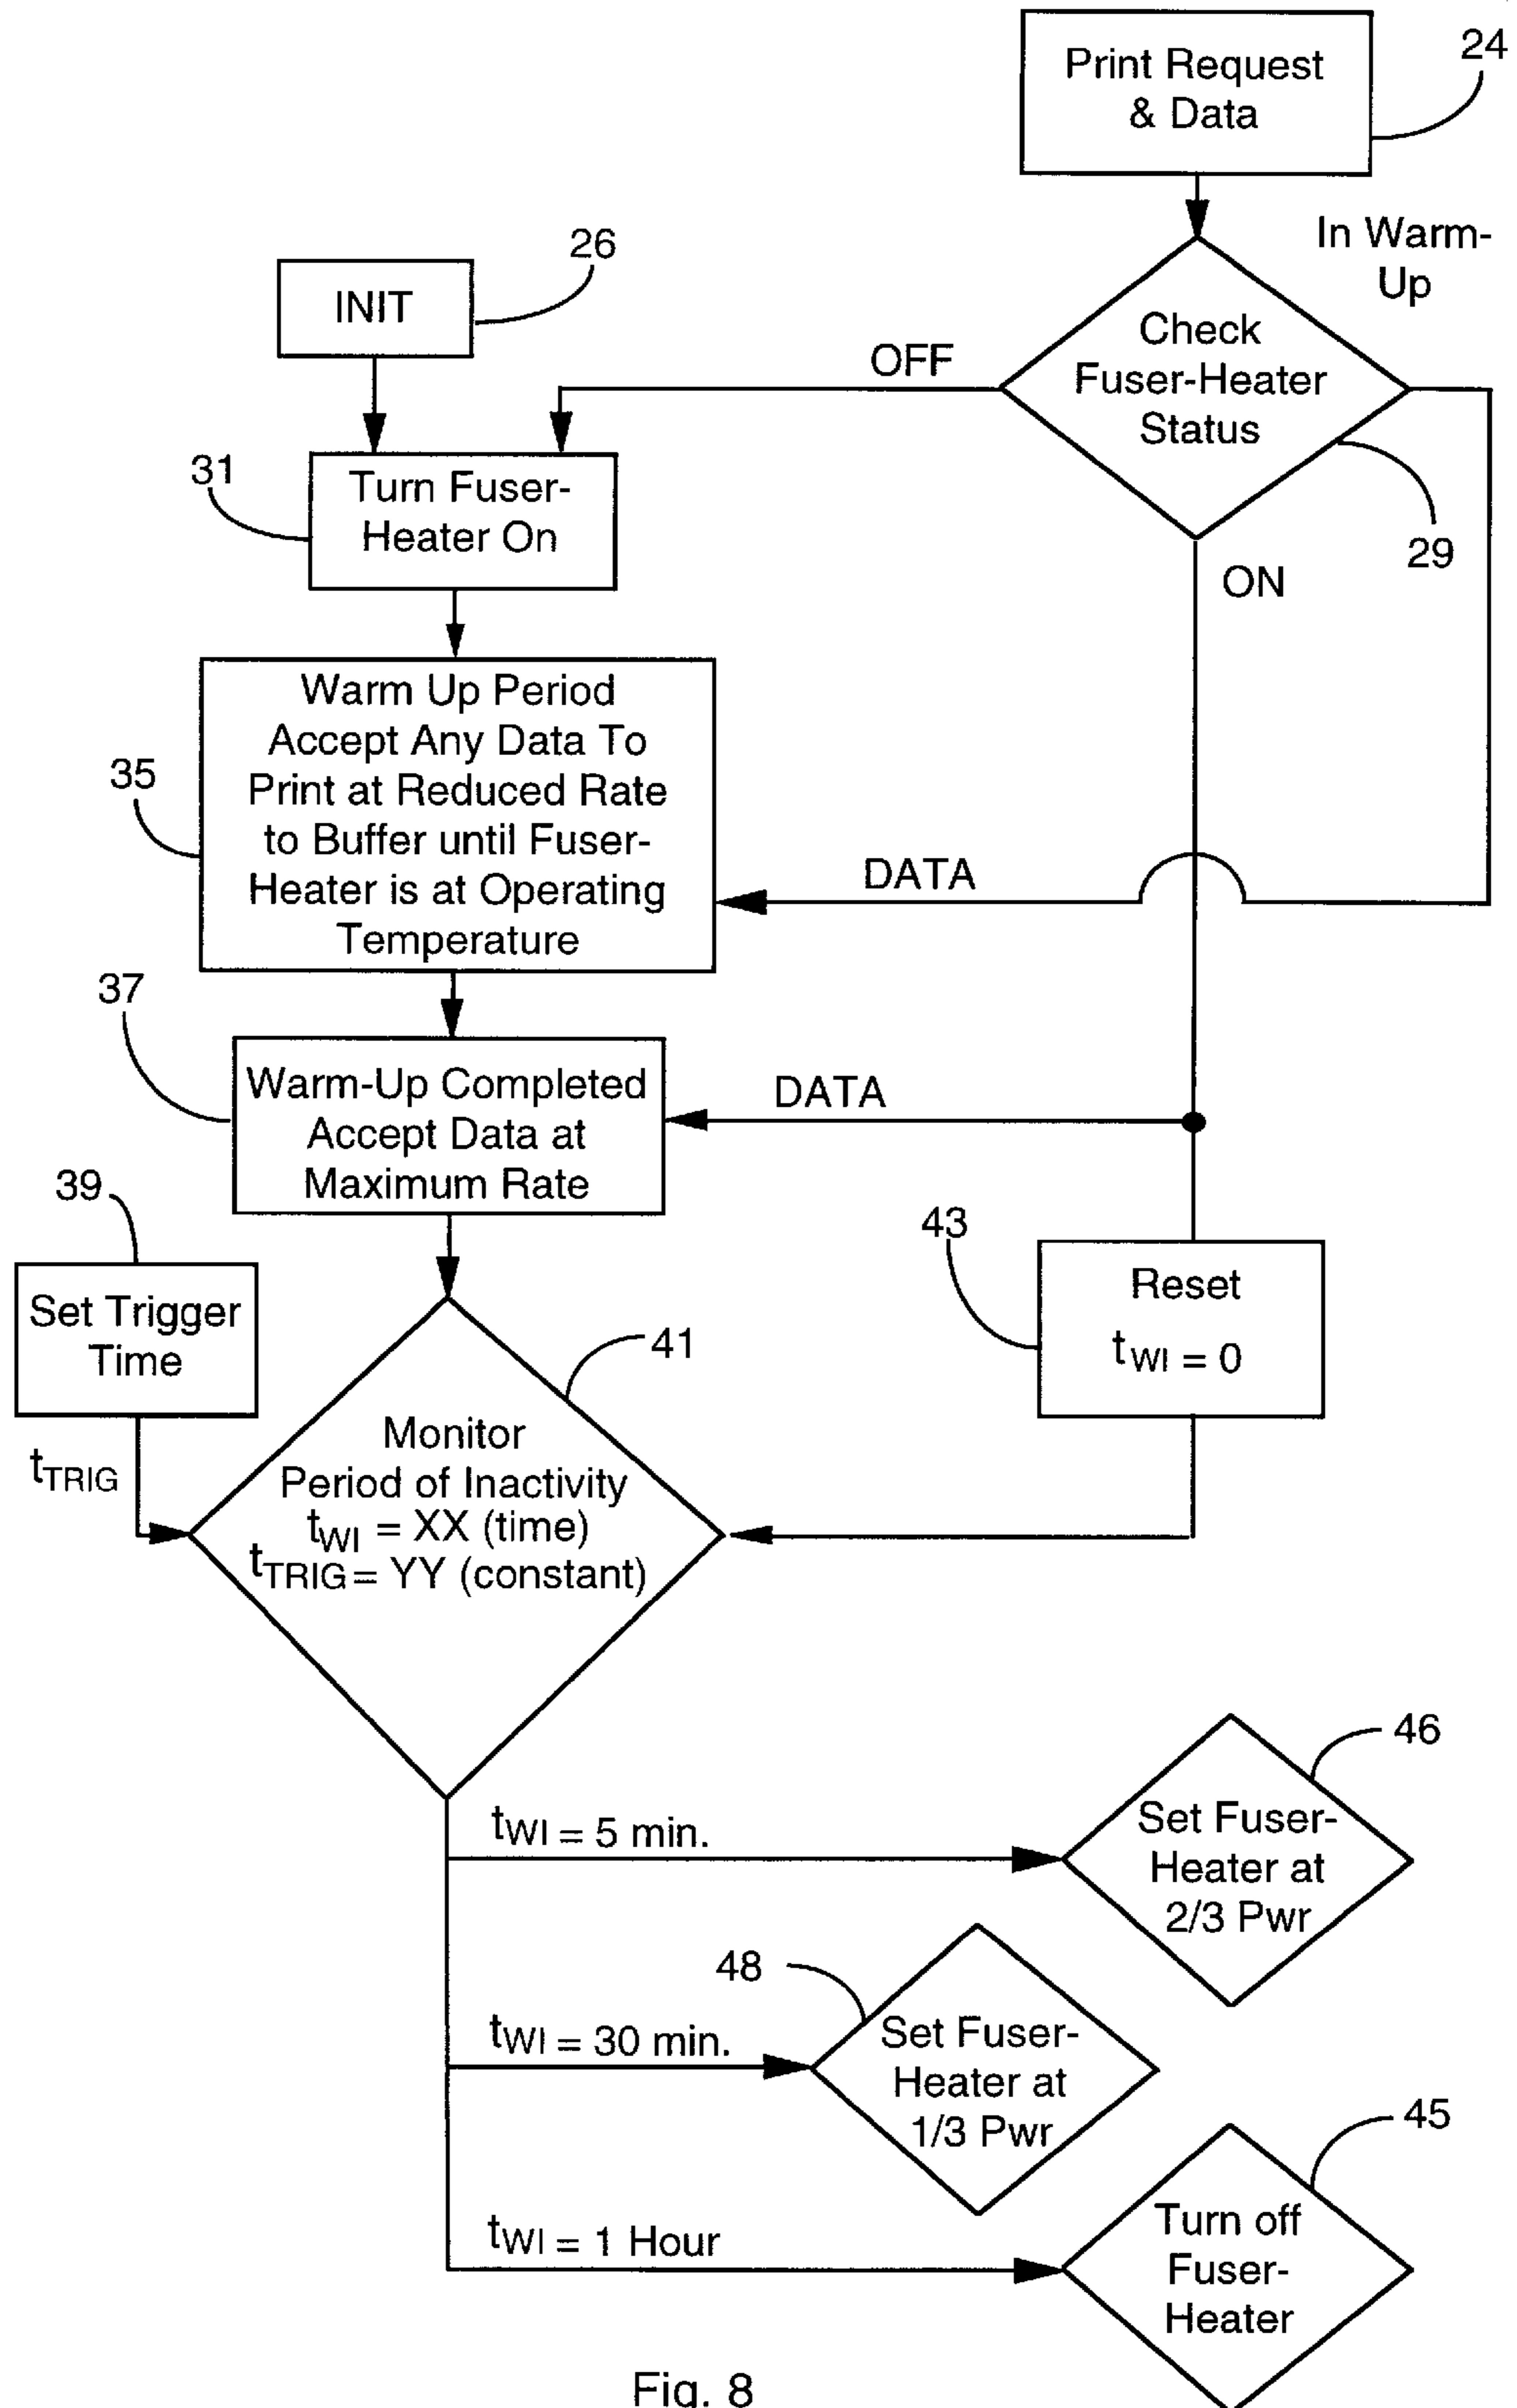 Print Request
& Data
24
In Warm-
Up
26
INIT
Check
Fuser-Heater
Status
OFF
29
31
Turn Fuser-
Heater On
ON
Warm Up Period
Accept Any Data To
Print at Reduced Rate
to Buffer until Fuser-
Heater is at Operating
Temperature
35
DATA
37
Warm-Up Completed
Accept Data at
Maximum Rate
DATA
39
Set Trigger
Time
43
Reset
tWI = 0
41
tTRIG
Monitor
Period of Inactivity
tWI = XX (time)
tTRIG = YY (constant)
46
tWI = 5 min.
Set Fuser-
Heater at
2/3 Pwr
48
tWI = 30 min.
Set Fuser-
Heater at
1/3 Pwr
45
tWI = 1 Hour
Turn off
Fuser-
Heater
Fig. 8